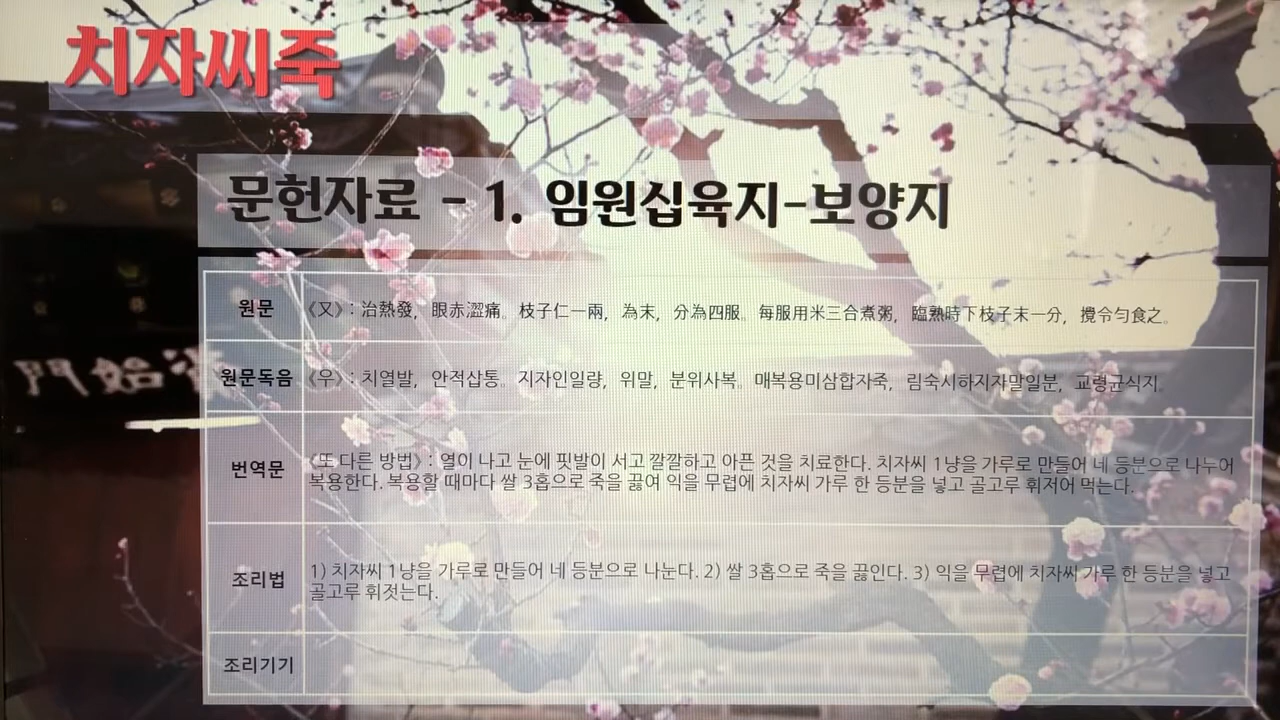 치자씨죽
문헌자료 - 1. 임원십육지-보양지
원문
《又》: 治熱發, 眼赤澀痛。枝子仁一兩, 為末, 分為四服。每服用米三合煮粥, 臨熟時下枝子末一分, 攪令勻食之。
원문독음
《우》: 치열발, 안적삽통。지자인일량, 위말, 분위사복。매복용미삼합자죽, 림숙시하지자말일분, 교령균식지。
번역문
《또 다른 방법》: 열이 나고 눈에 핏발이 서고 깔깔하고 아픈 것을 치료한다. 치자씨 1냥을 가루로 만들어 네 등분으로 나누어
복용한다. 복용할 때마다 쌀 3홉으로 죽을 끓여 익을 무렵에 치자씨 가루 한 등분을 넣고 골고루 휘저어 먹는다.
조리법
1) 치자씨 1냥을 가루로 만들어 네 등분으로 나눈다. 2) 쌀 3홉으로 죽을 끓인다. 3) 익을 무렵에 치자씨 가루 한 등분을 넣고
골고루 휘젓는다.
조리기기
門始資